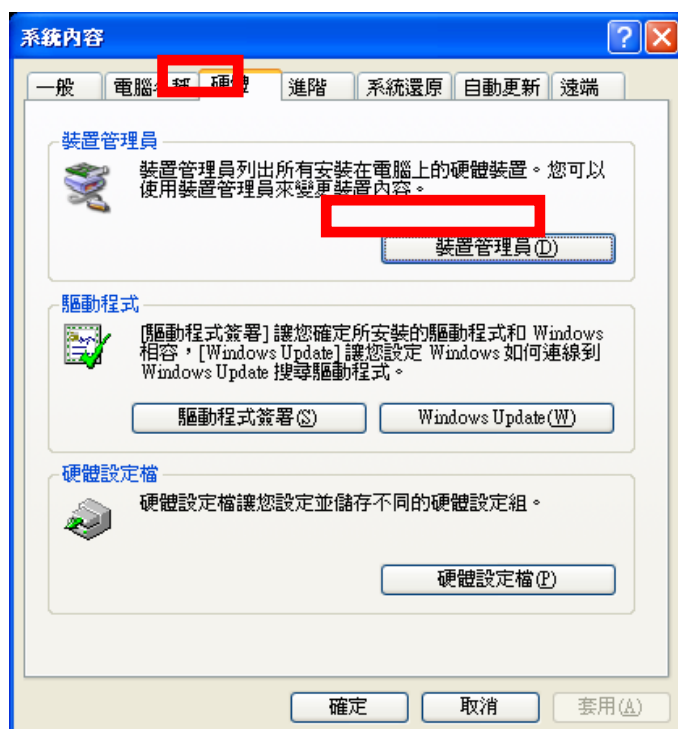 系統內容
一般
電腦名稱
硬體
進階
系統還原
自動更新
遠端
裝置管理員
裝置管理員列出所有安裝在電腦上的硬體裝置。您可以
使用裝置管理員來變更裝置內容。
裝置管理員(D)
驅動程式
[驅動程式簽署] 讓您確定所安裝的驅動程式和 Windows
相容，[Windows Update] 讓您設定 Windows 如何連線到
Windows Update 搜尋驅動程式。
驅動程式簽署(S)
Windows Update(W)
硬體設定檔
硬體設定檔讓您設定並儲存不同的硬體設定組。
硬體設定檔(P)
確定
取消
套用(A)